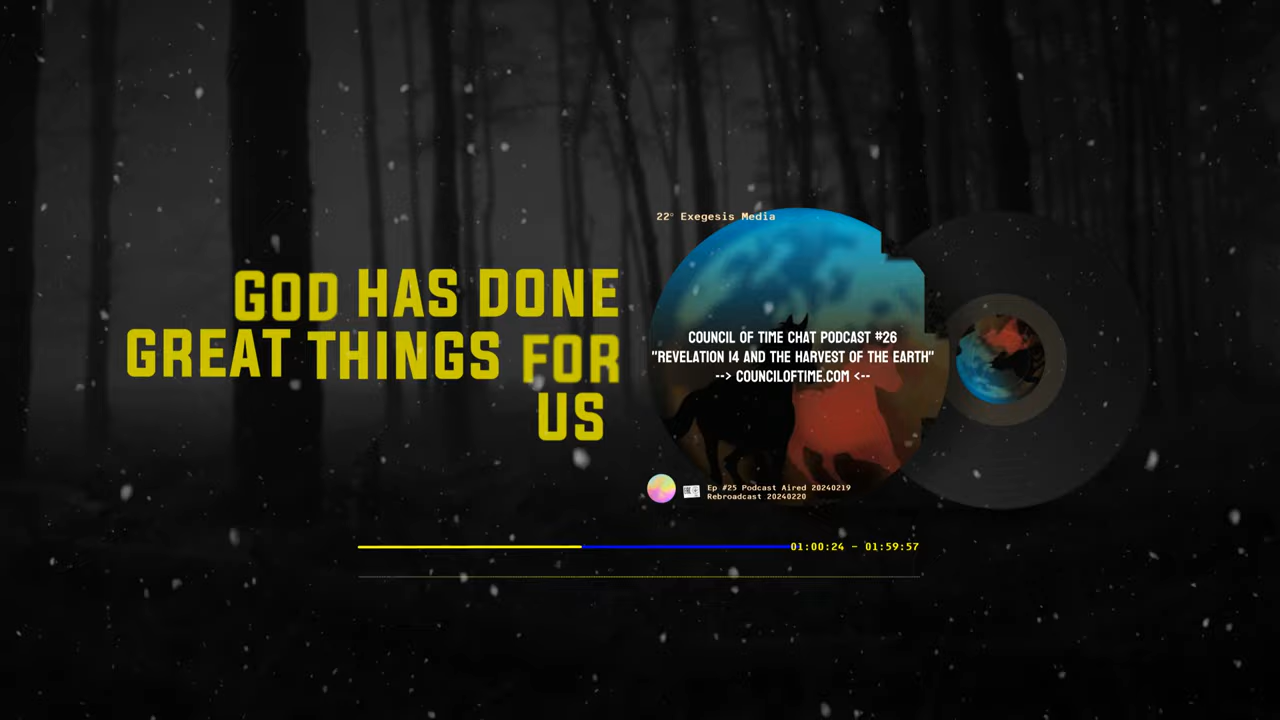 GOD HAS DONE
GREAT THINGS FOR
US
22° Exegesis Media
COUNCIL OF TIME CHAT PODCAST #26
"REVELATION 14 AND THE HARVEST OF THE EARTH"
--> COUNCILOFTIME.COM <--
Ep #25 Podcast Aired 20240219
Rebroadcast 20240220
01:00:24 - 01:59:57